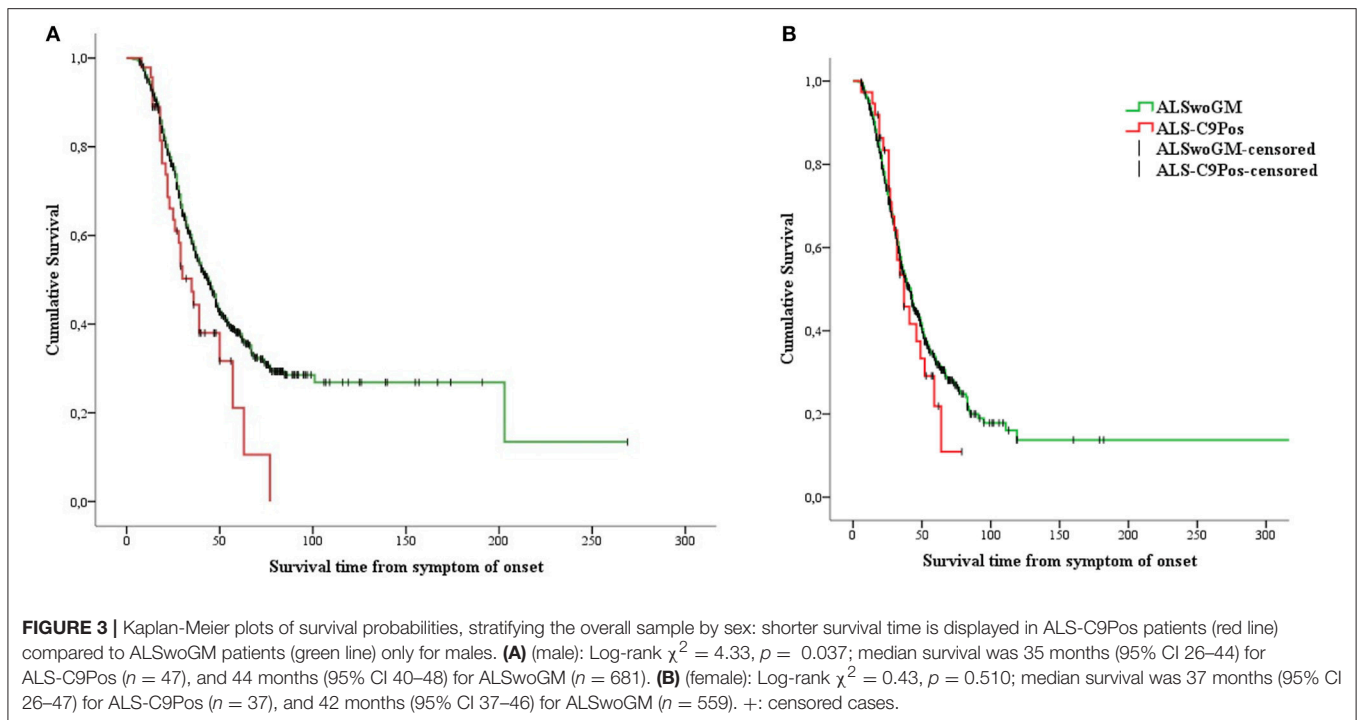 A
B
1,0
0,8
0,6
0,4
0,2
0,0
Cumulative Survival
0
50
100
150
200
250
300
Survival time from symptom of onset
1,0
0,8
0,6
0,4
0,2
0,0
Cumulative Survival
0
50
100
150
200
250
300
Survival time from symptom of onset
ALSwoGM
ALS-C9Pos
ALSwoGM-censored
ALS-C9Pos-censored
FIGURE 3 | Kaplan-Meier plots of survival probabilities, stratifying the overall sample by sex: shorter survival time is displayed in ALS-C9Pos patients (red line)
compared to ALSwoGM patients (green line) only for males. (A) (male): Log-rank χ² = 4.33, p = 0.037; median survival was 35 months (95% CI 26–44) for
ALS-C9Pos (n = 47), and 44 months (95% CI 40–48) for ALSwoGM (n = 681). (B) (female): Log-rank χ² = 0.43, p = 0.510; median survival was 37 months (95% CI
26–47) for ALS-C9Pos (n = 37), and 42 months (95% CI 37–46) for ALSwoGM (n = 559). +: censored cases.